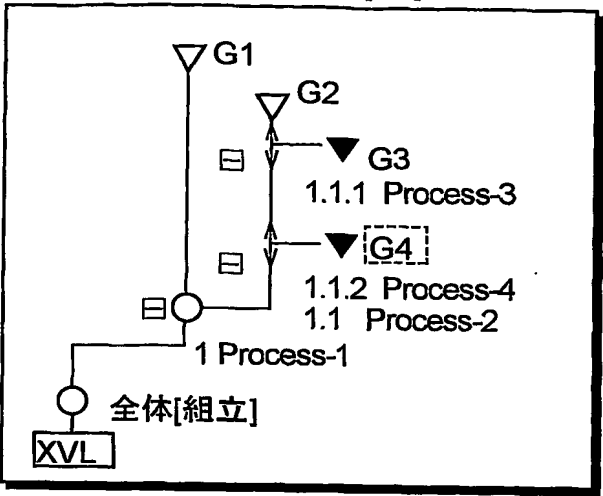 G1
G2
G3
1.1.1 Process-3
G4
1.1.2 Process-4
1.1 Process-2
1 Process-1
全体[組立]
XVL